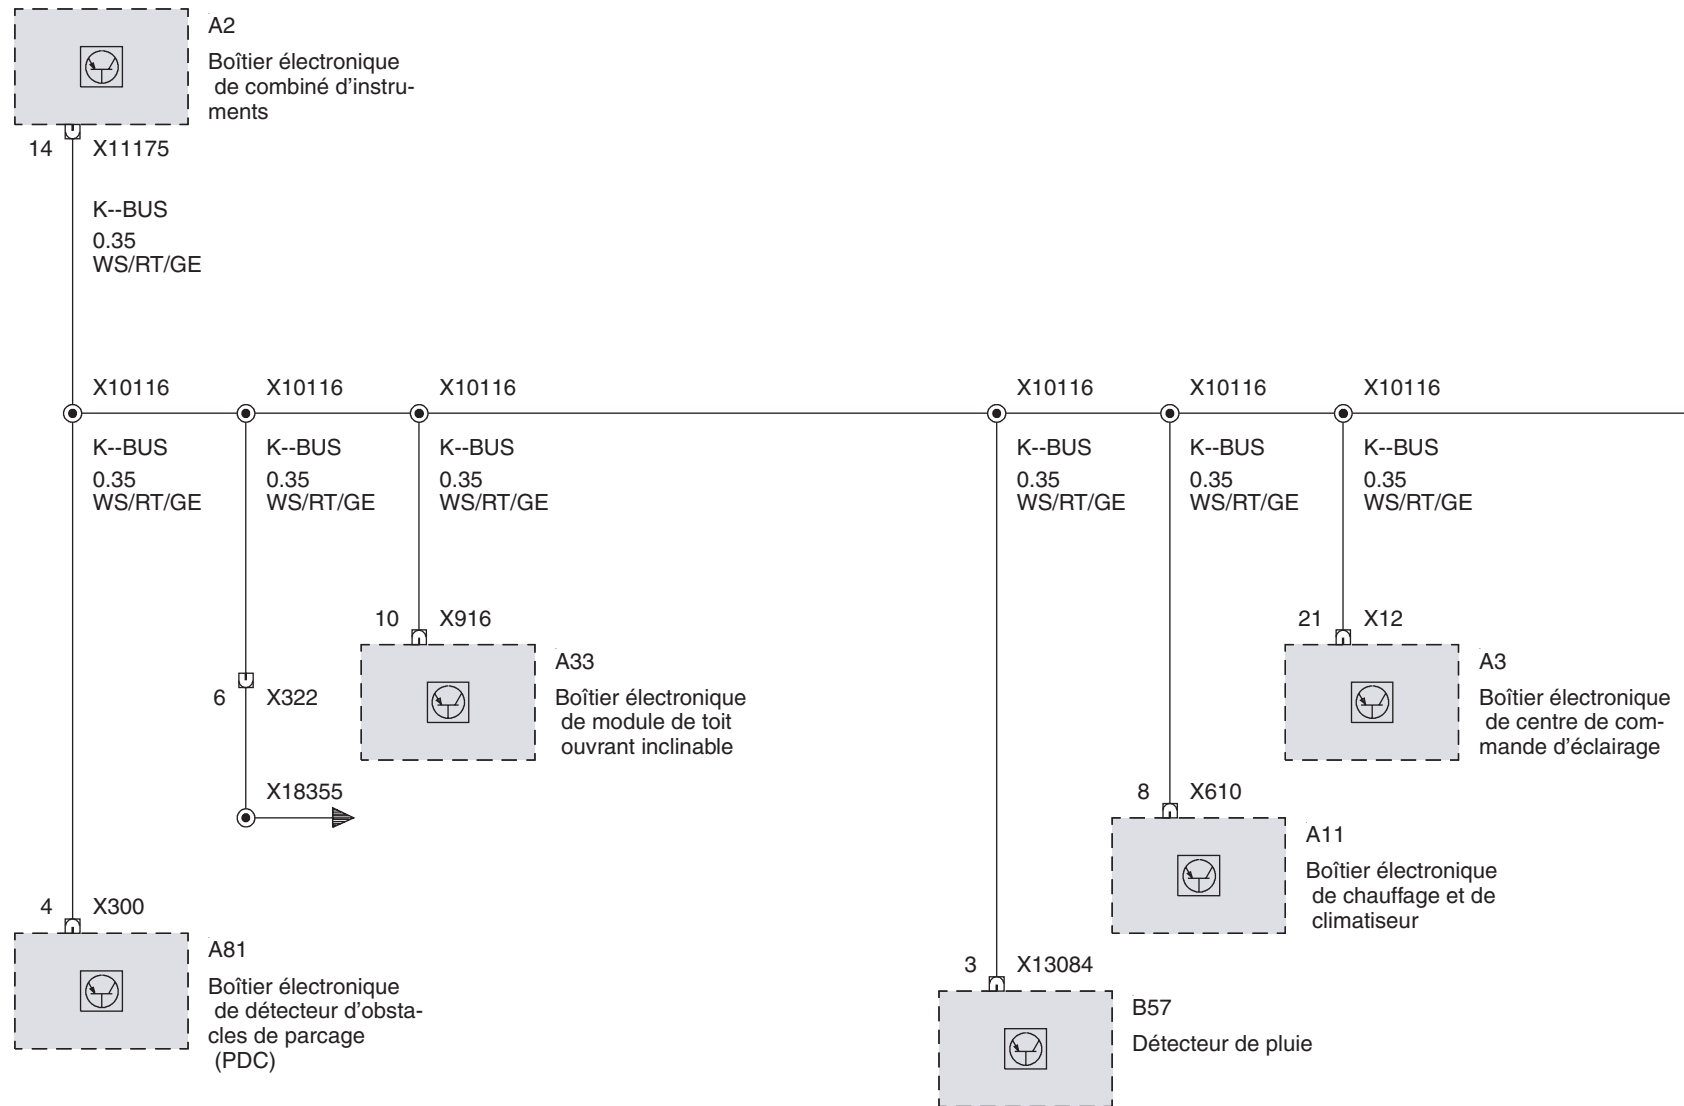 A2
Boîtier électronique
de combiné d'instru-
ments
14 X11175
K--BUS
0.35
WS/RT/GE
X10116 X10116 X10116 X10116 X10116 X10116
K--BUS K--BUS K--BUS K--BUS K--BUS K--BUS
0.35 0.35 0.35 0.35 0.35 0.35
WS/RT/GE WS/RT/GE WS/RT/GE WS/RT/GE WS/RT/GE WS/RT/GE
10 X916
A33
Boîtier électronique
de module de toit
ouvrant inclinable
21 X12
A3
Boîtier électronique
de centre de com-
mande d'éclairage
6 X322
X18355
8 X610
A11
Boîtier électronique
de chauffage et de
climatiseur
4 X300
A81
Boîtier électronique
de détecteur d'obsta-
cles de parcage
(PDC)
3 X13084
B57
Détecteur de pluie